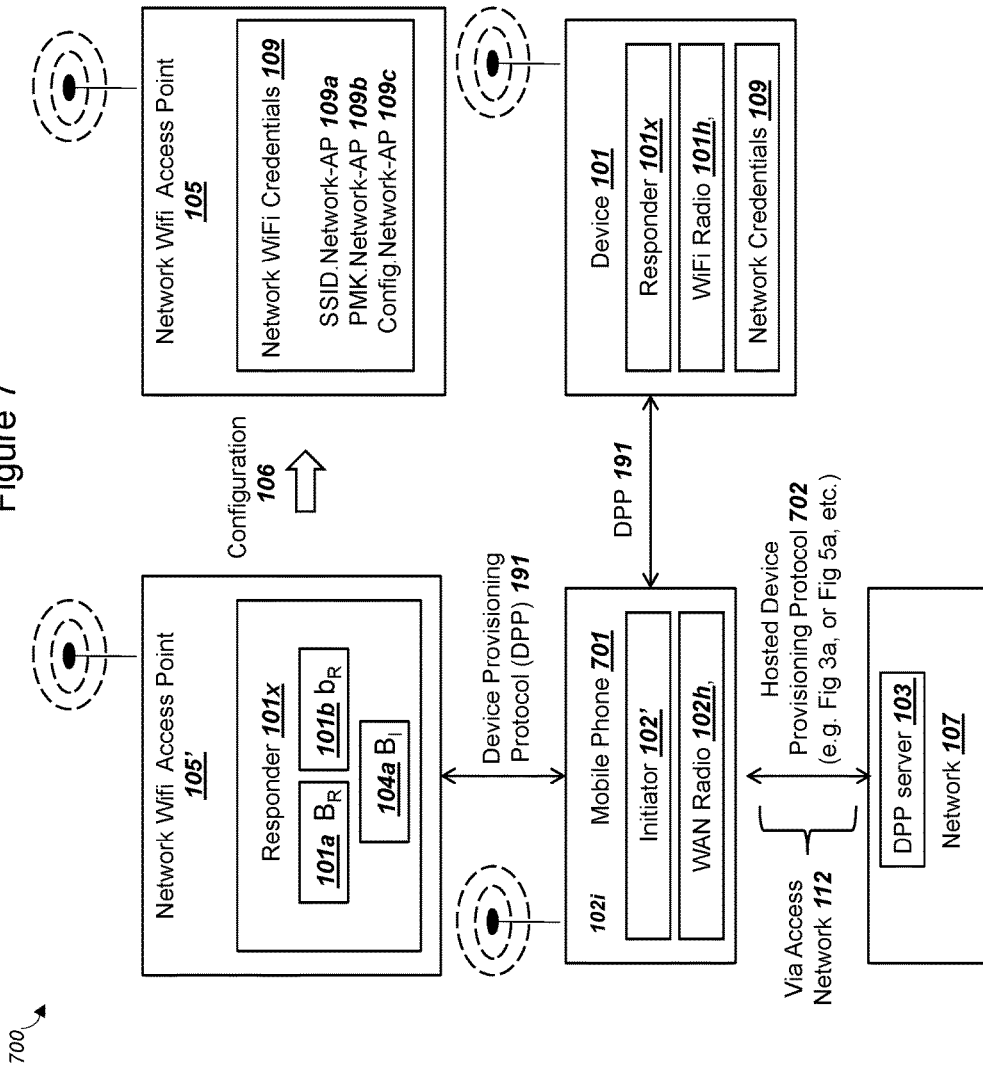 Figure 7
700
Network Wifi Access Point
105'
Responder 101x
101a B_R
101b b_R
104a B_I
Configuration
106
Network Wifi Access Point
105
Network WiFi Credentials 109
SSID.Network-AP 109a
PMK.Network-AP 109b
Config.Network-AP 109c
Device Provisioning
Protocol (DPP) 191
102i
Mobile Phone 701
Initiator 102'
WAN Radio 102h,
DPP 191
Device 101
Responder 101x
WiFi Radio 101h,
Network Credentials 109
Via Access
Network 112
Hosted Device
Provisioning Protocol 702
(e.g. Fig 3a, or Fig 5a, etc.)
DPP server 103
Network 107